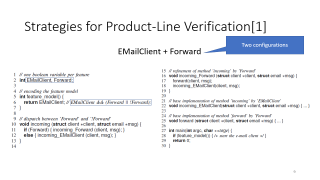 Strategies for Product-Line Verification[1]
Two configurations
EMailClient + Forward
1 // one boolean variable per feature
2 int EMailClient, Forward;
3
4 // encoding the feature model
5 int feature_model() {
6 return EMailClient; // EMailClient && (Forward || !Forward)
7 }
8
9 // dispatch between 'Forward' and '!Forward'
10 void incoming (struct client *client, struct email *msg) {
11 if (Forward) { incoming_Forward (client, msg); }
12 else { incoming_EMailClient (client, msg); }
13 }
14
15 // refinement of method 'incoming' by 'Forward'
16 void incoming_Forward (struct client *client, struct email *msg) {
17 forward(client, msg);
18 incoming_EMailClient(client, msg);
19 }
20
21 // base implementation of method 'incoming' by 'EMailClient'
22 void incoming_EMailClient(struct client *client, struct email *msg) {
23
24 // base implementation of method 'forward' by 'Forward'
25 void forward (struct client *client, struct email *msg) {
26
27 int main(int argc, char **argv) {
28 if (feature_model()) {
29 return 0;
30 }